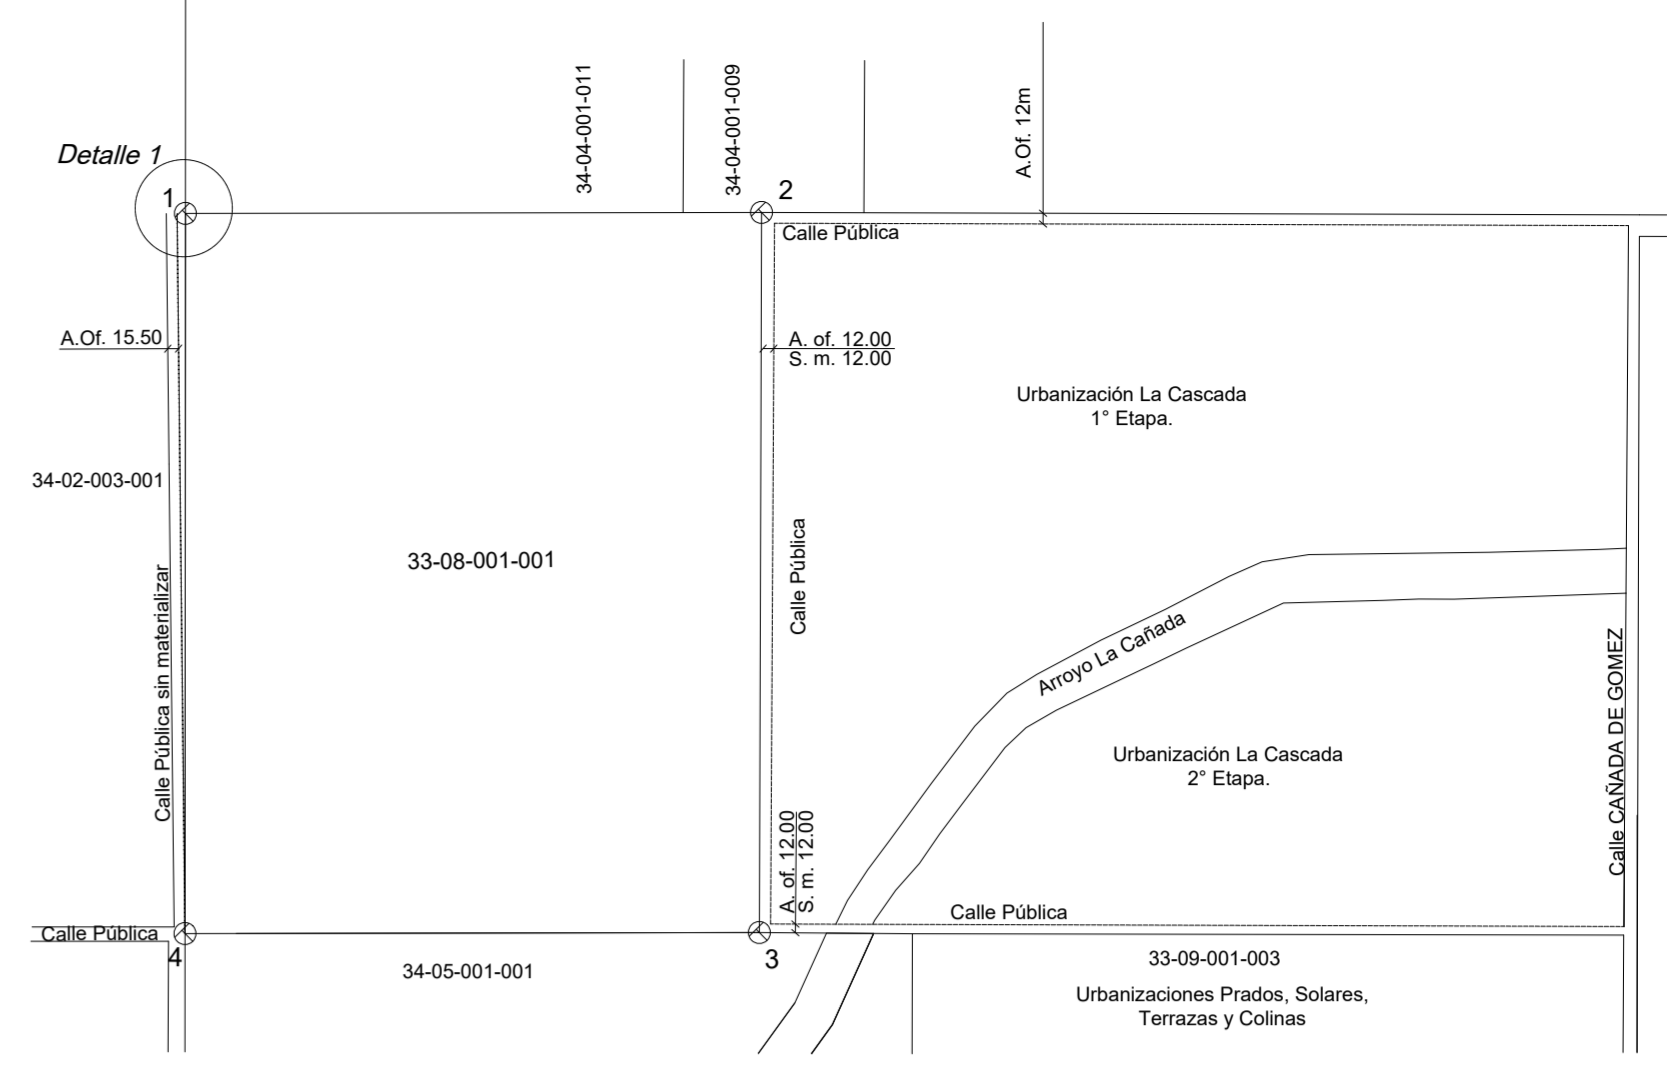 34-04-001-011
34-04-001-009
A.Of. 12m
Detalle 1
1
2
Calle Pública
A.Of. 15.50
A. of. 12.00
S. m. 12.00
Urbanización La Cascada
1° Etapa.
34-02-003-001
33-08-001-001
Calle Pública
Calle Pública sin materializar
Arroyo La Cañada
Calle CAÑADA DE GOMEZ
Urbanización La Cascada
2° Etapa.
A. of. 12.00
S. m. 12.00
Calle Pública
Calle Pública
4
3
34-05-001-001
33-09-001-003
Urbanizaciones Prados, Solares,
Terrazas y Colinas